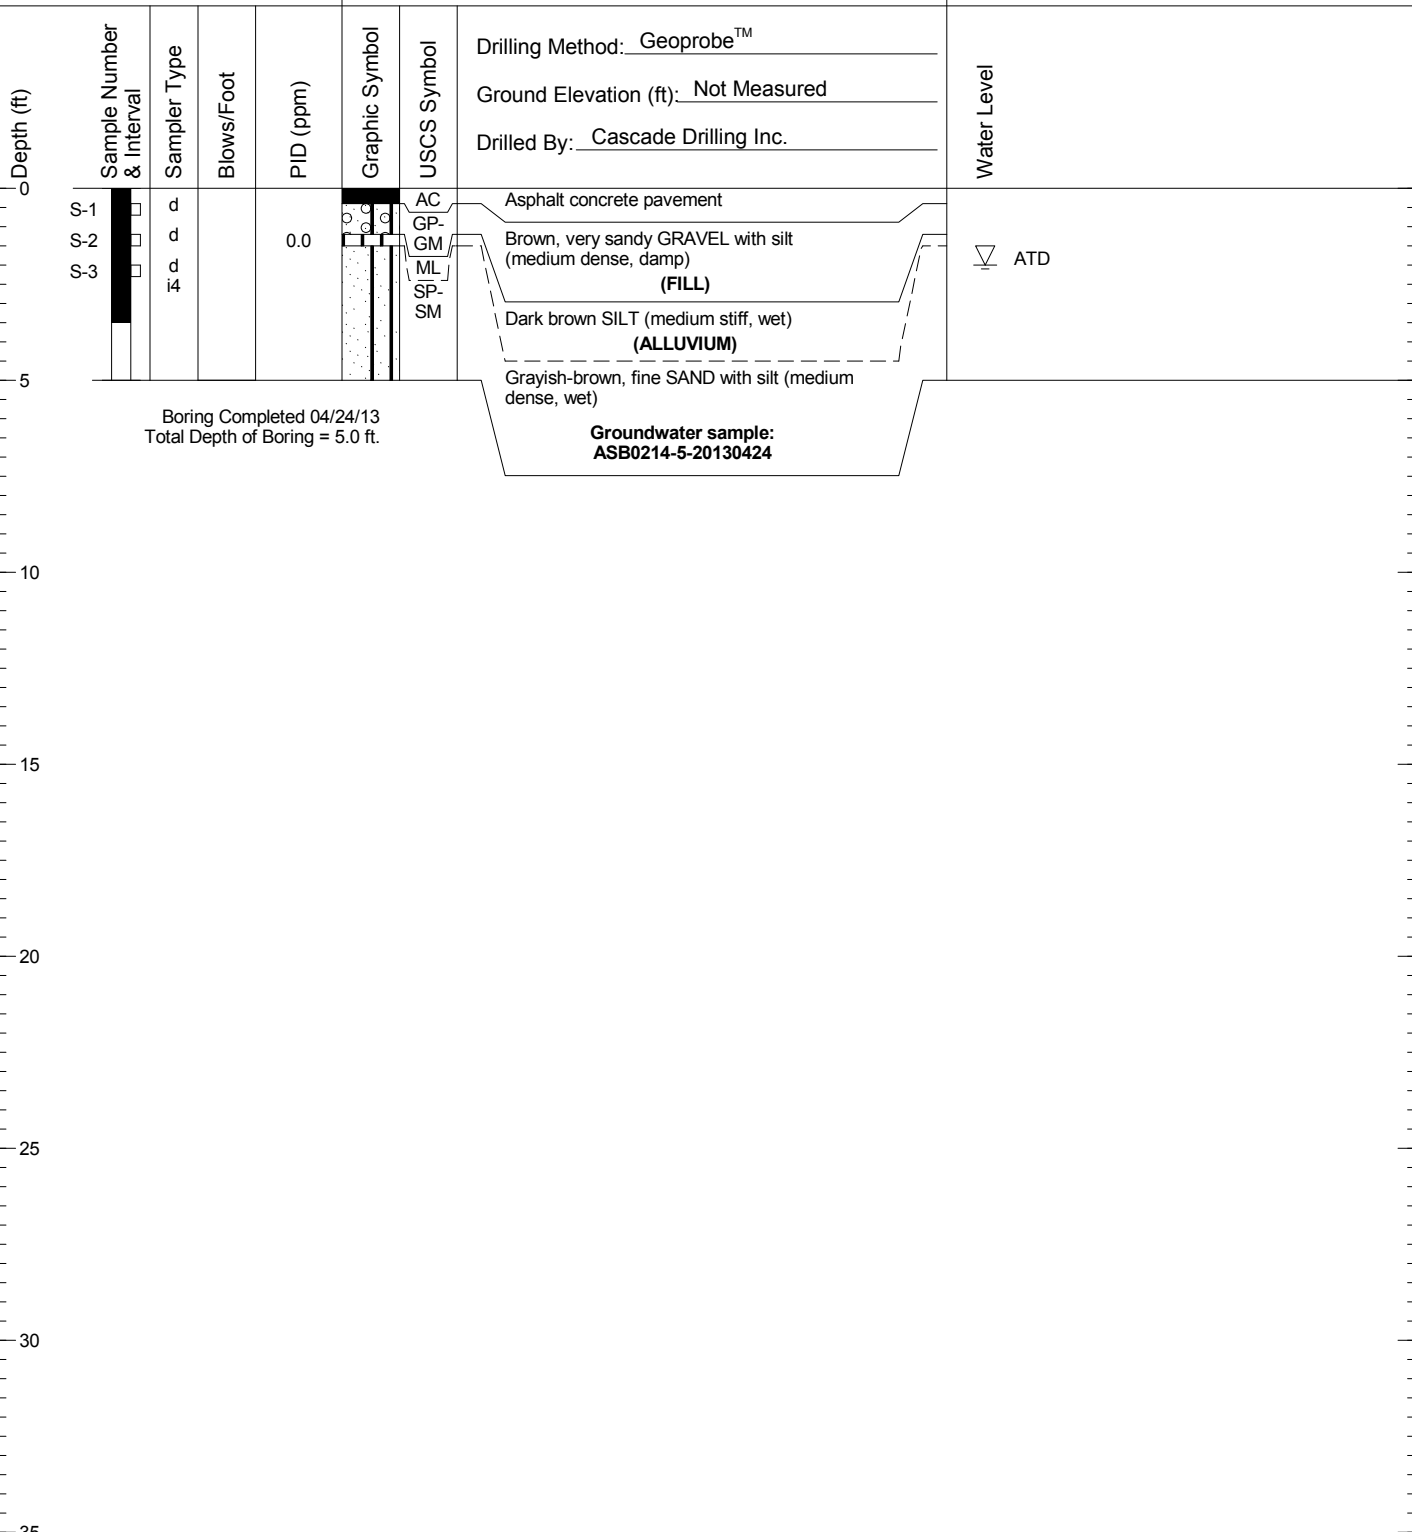 Depth (ft)
Sample Number
& Interval
Sampler Type
Blows/Foot
PID (ppm)
Graphic Symbol
USCS Symbol
Drilling Method: Geoprobe™
Ground Elevation (ft): Not Measured
Drilled By: Cascade Drilling Inc.
Water Level
0
S-1
d
S-2
d
0.0
S-3
d
i4
AC
GP-
GM
ML
SP-
SM
Asphalt concrete pavement
Brown, very sandy GRAVEL with silt
(medium dense, damp)
(FILL)
Dark brown SILT (medium stiff, wet)
(ALLUVIUM)
Grayish-brown, fine SAND with silt (medium
dense, wet)
Groundwater sample:
ASB0214-5-20130424
ATD
5
Boring Completed 04/24/13
Total Depth of Boring = 5.0 ft.
10
15
20
25
30
35